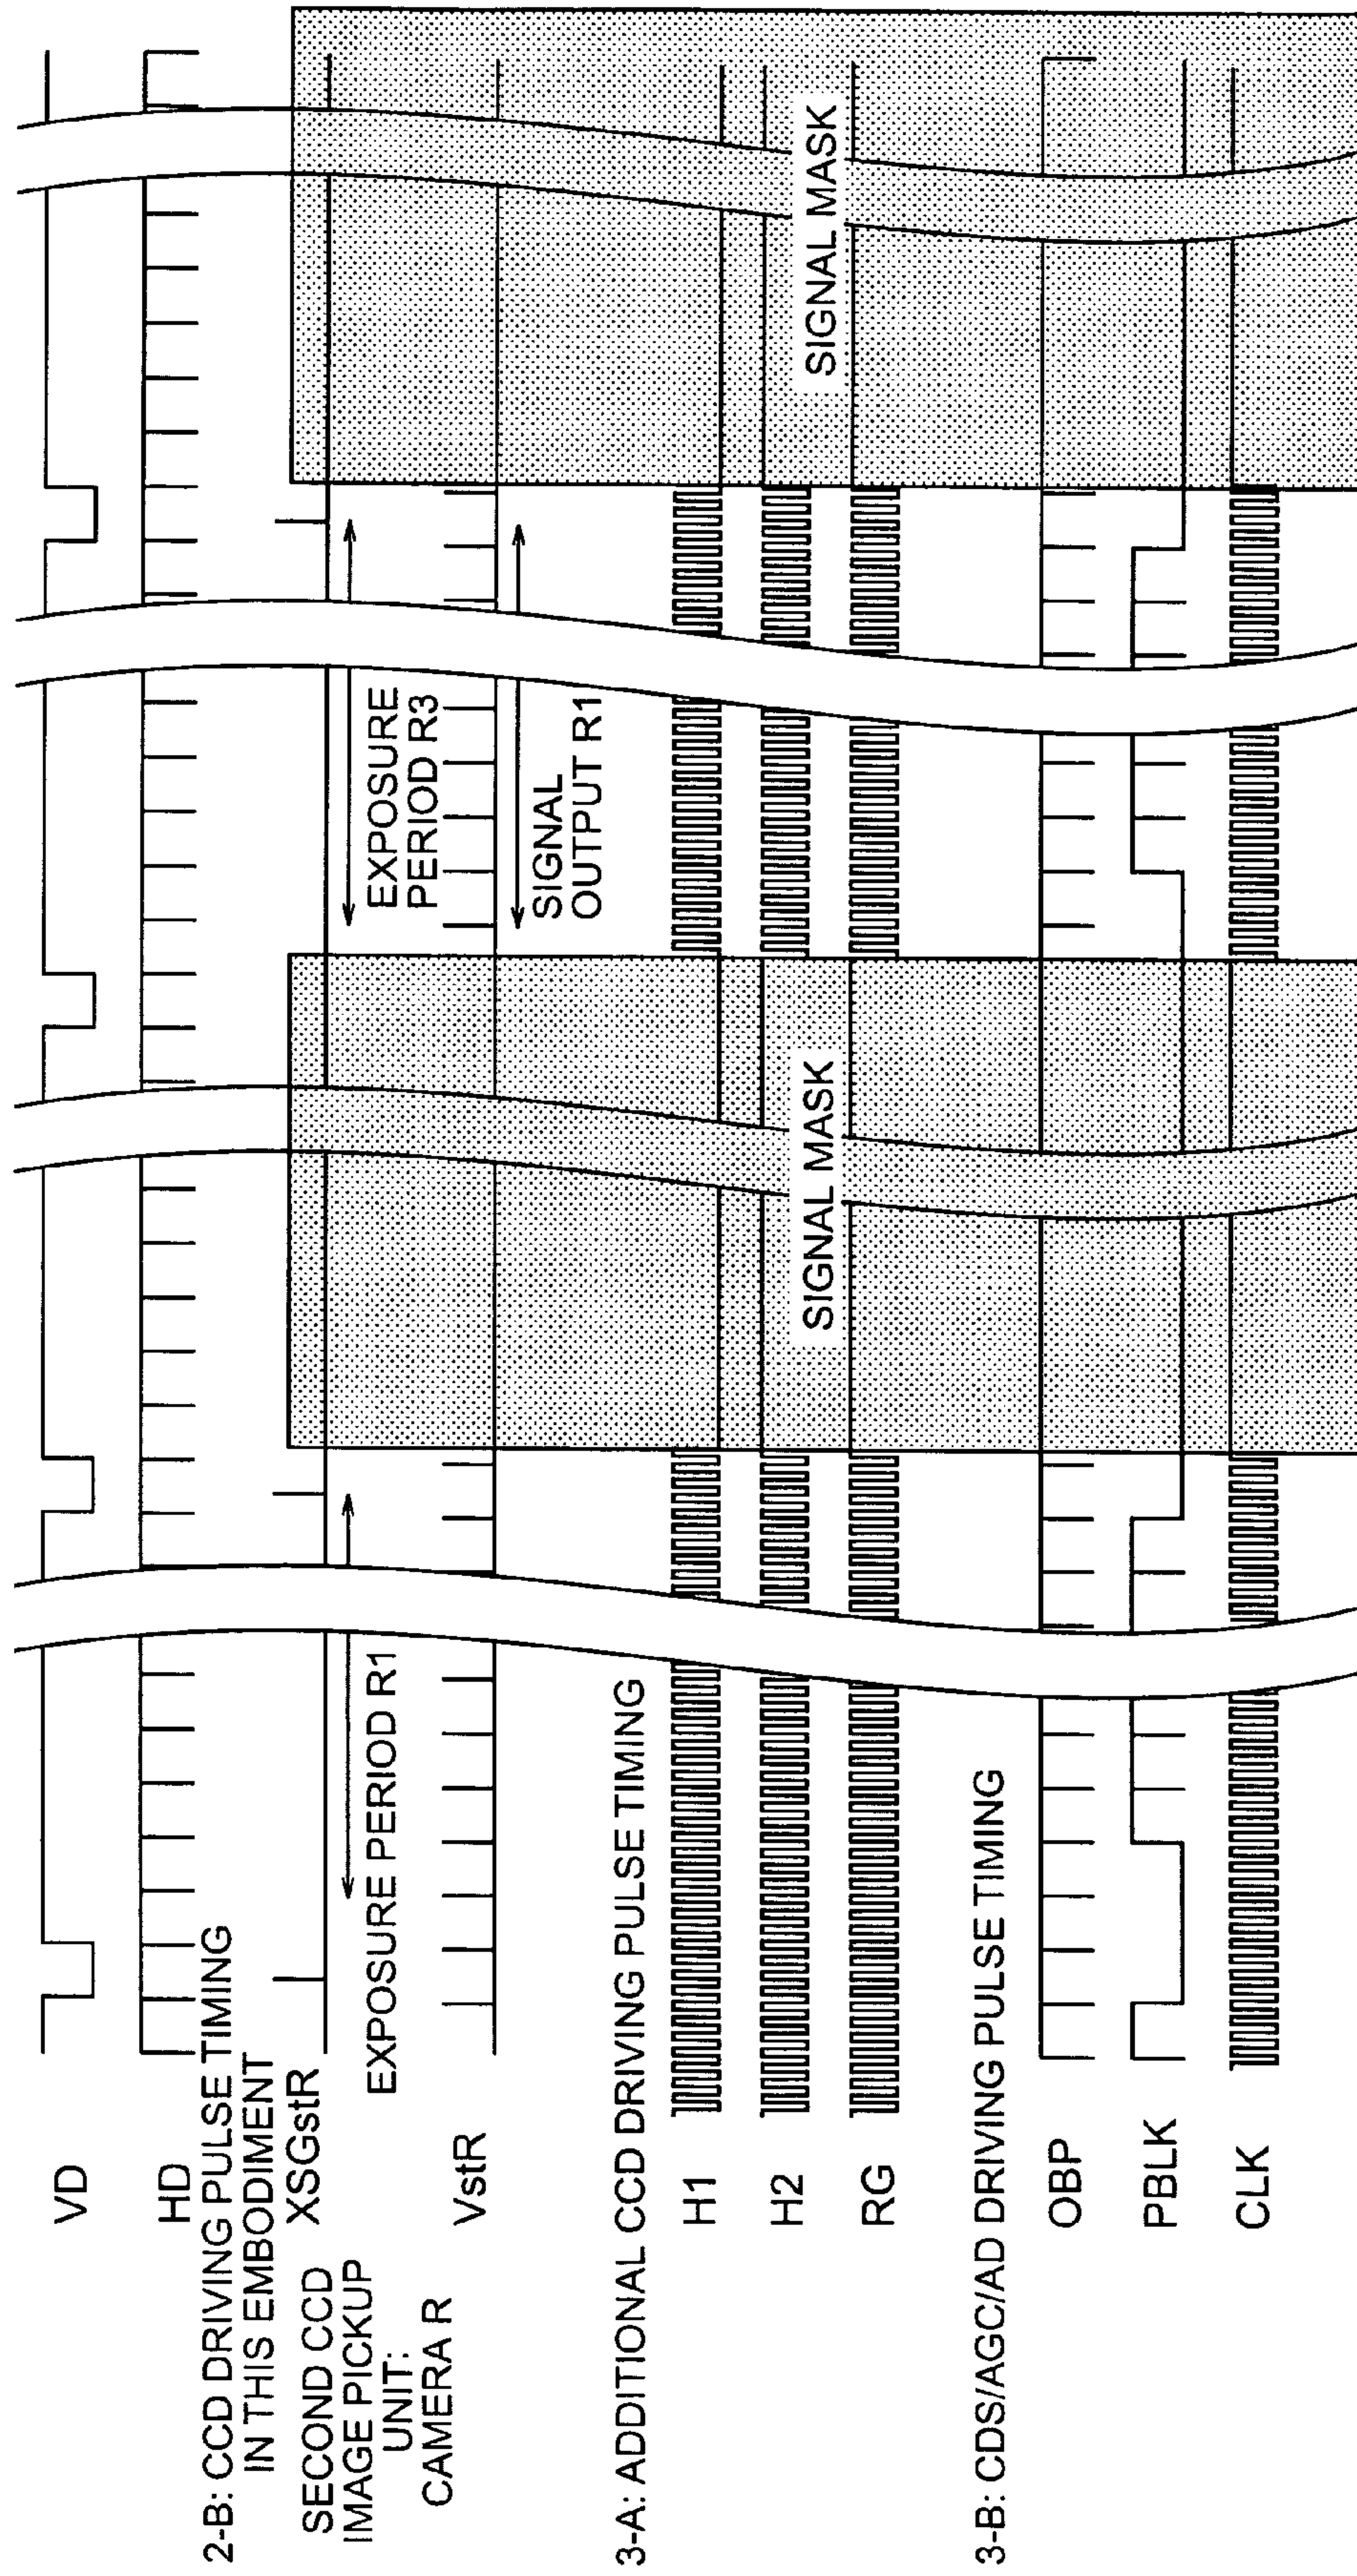 VD
HD
2-B: CCD DRIVING PULSE TIMING
IN THIS EMBODIMENT
XSGstR
SECOND CCD
IMAGE PICKUP
UNIT:
CAMERA R
EXPOSURE PERIOD R1
EXPOSURE
PERIOD R3
VstR
SIGNAL
OUTPUT R1
3-A: ADDITIONAL CCD DRIVING PULSE TIMING
H1
H2
RG
SIGNAL MASK
SIGNAL MASK
3-B: CDS/AGC/AD DRIVING PULSE TIMING
OBP
PBLK
CLK